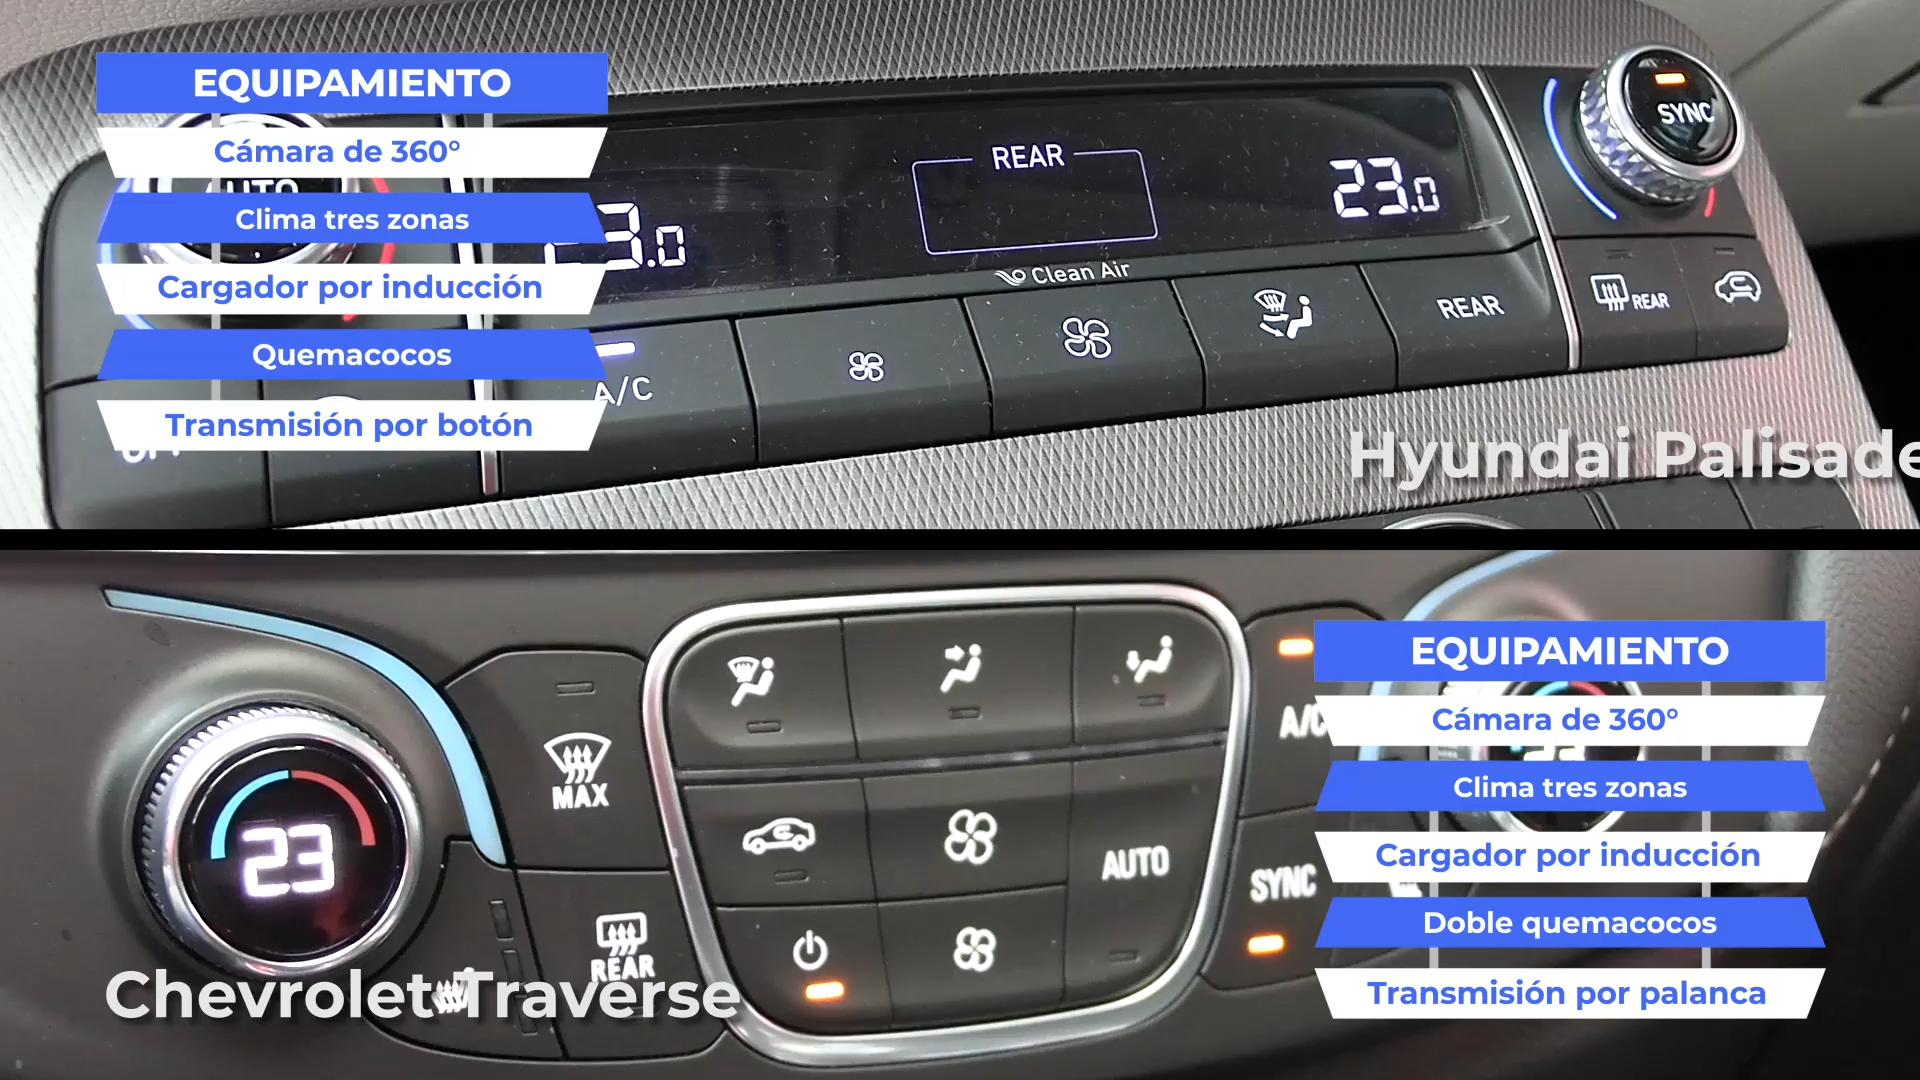 EQUIPAMIENTO
Cámara de 360°
Clima tres zonas
Cargador por inducción
Quemacocos
Transmisión por botón
REAR
23.0
23.0
Clean Air
SYNC
A/C
REAR
REAR
Hyundai Palisade
MAX
23
AUTO
REAR
A/C
SYNC
Chevrolet Traverse
EQUIPAMIENTO
Cámara de 360°
Clima tres zonas
Cargador por inducción
Doble quemacocos
Transmisión por palanca